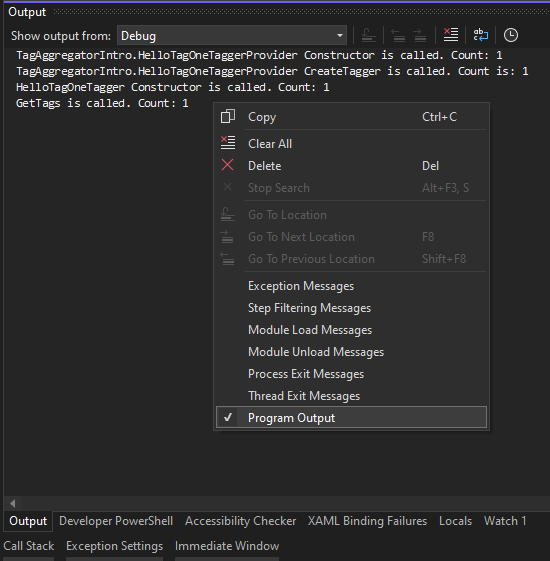 Output
Show output from: Debug
TagAggregatorIntro.HelloTagOneTaggerProvider Constructor is called. Count: 1
TagAggregatorIntro.HelloTagOneTaggerProvider CreateTagger is called. Count is: 1
HelloTagOneTagger Constructor is called. Count: 1
GetTags is called. Count: 1
Copy Ctrl+C
Clear All
Delete Del
Stop Search Alt+F3, S
Go To Location
Go To Next Location F8
Go To Previous Location Shift+F8
Exception Messages
Step Filtering Messages
Module Load Messages
Module Unload Messages
Process Exit Messages
Thread Exit Messages
Program Output
Output Developer PowerShell Accessibility Checker XAML Binding Failures Locals Watch 1
Call Stack Exception Settings Immediate Window